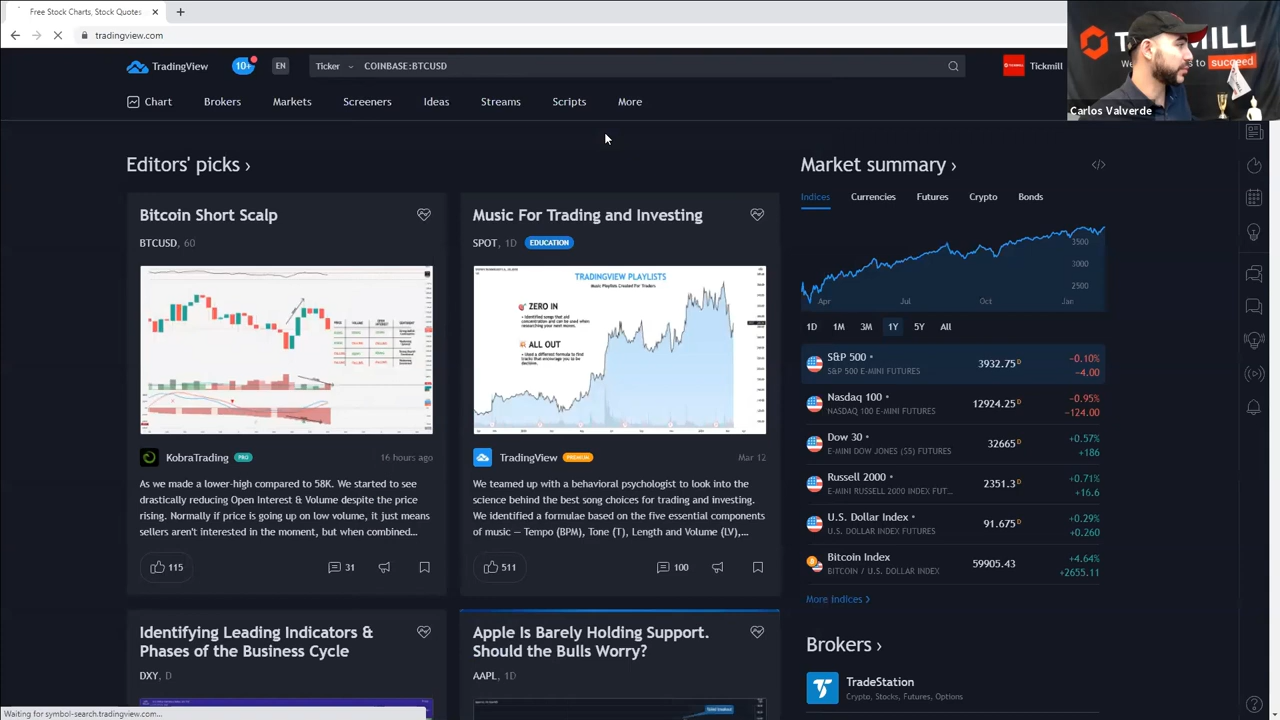 Free Stock Charts, Stock Quotes
tradingview.com
TradingView
10+
EN
Ticker
COINBASE:BTCUSD
Tickmill
succeed
Carlos Valverde
Chart
Brokers
Markets
Screeners
Ideas
Streams
Scripts
More
Editors' picks ›
Bitcoin Short Scalp
BTCUSD, 60
KobraTrading PRO
16 hours ago
As we made a lower-high compared to 58K. We started to see
drastically reducing Open Interest & Volume despite the price
rising. Normally if price is going up on low volume, it just means
sellers aren't interested in the moment, but when combined...
115
31
Music For Trading and Investing
SPOT, 1D EDUCATION
TRADINGVIEW PLAYLISTS
Music Playlists Created For Traders
ZERO IN
ALL OUT
TradingView PREMIUM
Mar 12
We teamed up with a behavioral psychologist to look into the
science behind the best song choices for trading and investing.
We identified a formulae based on the five essential components
of music — Tempo (BPM), Tone (T), Length and Volume (LV),...
511
100
Identifying Leading Indicators &
Phases of the Business Cycle
DXY, D
Apple Is Barely Holding Support.
Should the Bulls Worry?
AAPL, 1D
Market summary ›
Indices
Currencies
Futures
Crypto
Bonds
3500
3000
2500
Apr
Jul
Oct
Jan
1D
1M
3M
1Y
5Y
All
S&P 500
S&P 500 E-MINI FUTURES
3932.75 D
−0.10%
−4.00
Nasdaq 100
NASDAQ 100 E-MINI FUTURES
12924.25 D
−0.95%
−124.00
Dow 30
E-MINI DOW JONES ($5) FUTURES
32665 D
+0.57%
+186
Russell 2000
E-MINI RUSSELL 2000 INDEX FUT...
2351.3 D
+0.71%
+16.6
U.S. Dollar Index
U.S. DOLLAR INDEX FUTURES
91.675 D
+0.29%
+0.260
Bitcoin Index
BITCOIN / U.S. DOLLAR INDEX
59905.43
+4.64%
+2655.11
More indices ›
Brokers ›
TradeStation
Crypto, Stocks, Futures, Options
Waiting for symbol-search.tradingview.com...